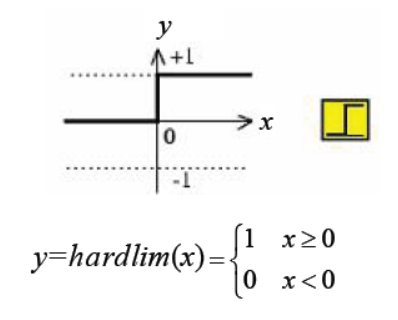 y
+1
x
0
-1
y=hardlim(x)={1 x≥0
0 x<0